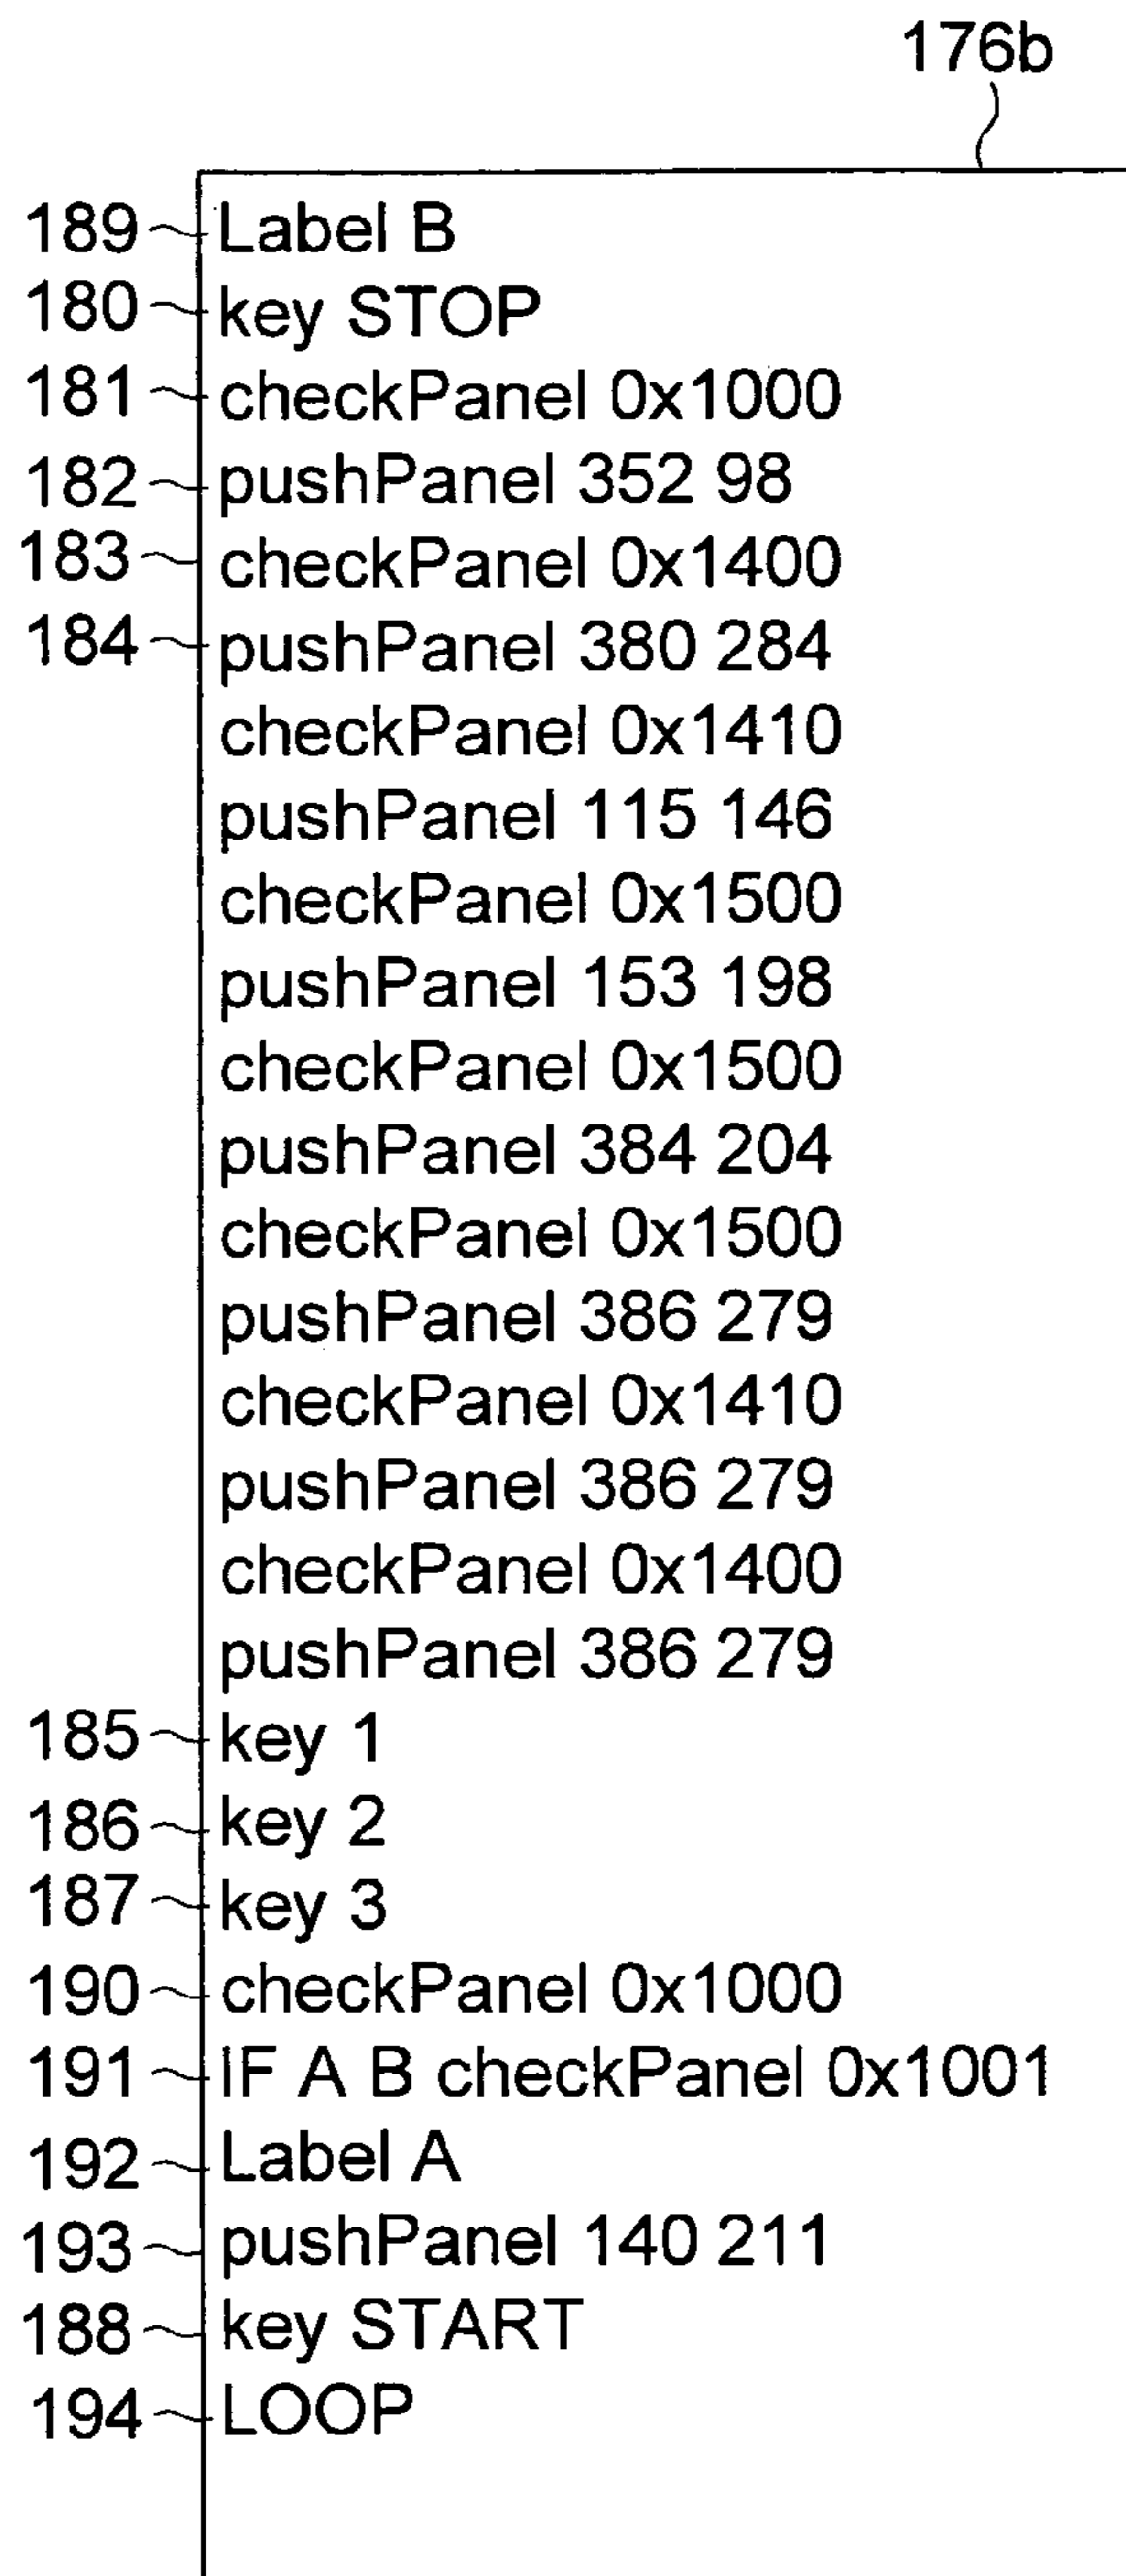 176b
189 Label B
180 key STOP
181 checkPanel 0x1000
182 pushPanel 352 98
183 checkPanel 0x1400
184 pushPanel 380 284
checkPanel 0x1410
pushPanel 115 146
checkPanel 0x1500
pushPanel 153 198
checkPanel 0x1500
pushPanel 384 204
checkPanel 0x1500
pushPanel 386 279
checkPanel 0x1410
pushPanel 386 279
checkPanel 0x1400
pushPanel 386 279
185 key 1
186 key 2
187 key 3
190 checkPanel 0x1000
191 IF A B checkPanel 0x1001
192 Label A
193 pushPanel 140 211
188 key START
194 LOOP